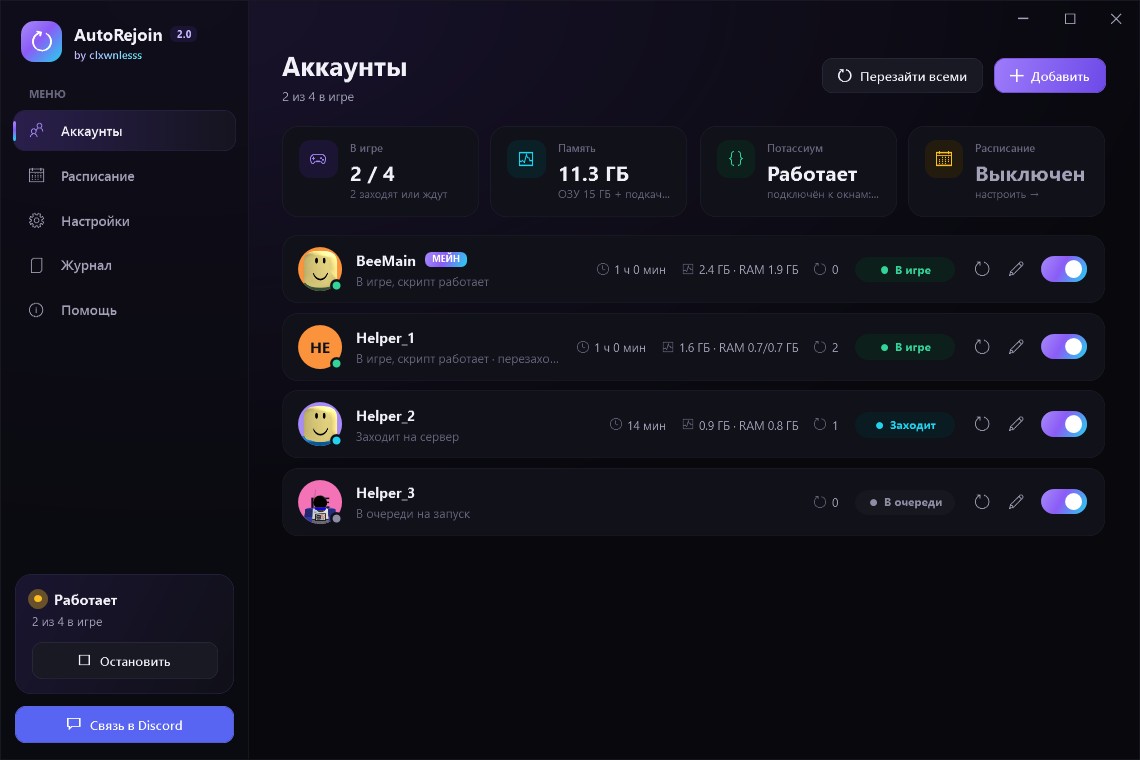 AutoRejoin 2.0
by clxwnlesss
МЕНЮ
Аккаунты
Расписание
Настройки
Журнал
Помощь
Работает
2 из 4 в игре
Остановить
Связь в Discord
Аккаунты
2 из 4 в игре
Перезайти всеми
Добавить
В игре
2 / 4
2 заходят или ждут
Память
11.3 ГБ
ОЗУ 15 ГБ + подкач...
Потассиум
Работает
подключён к окнам:...
Расписание
Выключен
настроить →
BeeMain МЕЙН
В игре, скрипт работает
1 ч 0 мин 2.4 ГБ · RAM 1.9 ГБ 0 В игре
HE
Helper_1
В игре, скрипт работает · перезахо...
1 ч 0 мин 1.6 ГБ · RAM 0.7/0.7 ГБ 2 В игре
Helper_2
Заходит на сервер
14 мин 0.9 ГБ · RAM 0.8 ГБ 1 Заходит
Helper_3
В очереди на запуск
0 В очереди